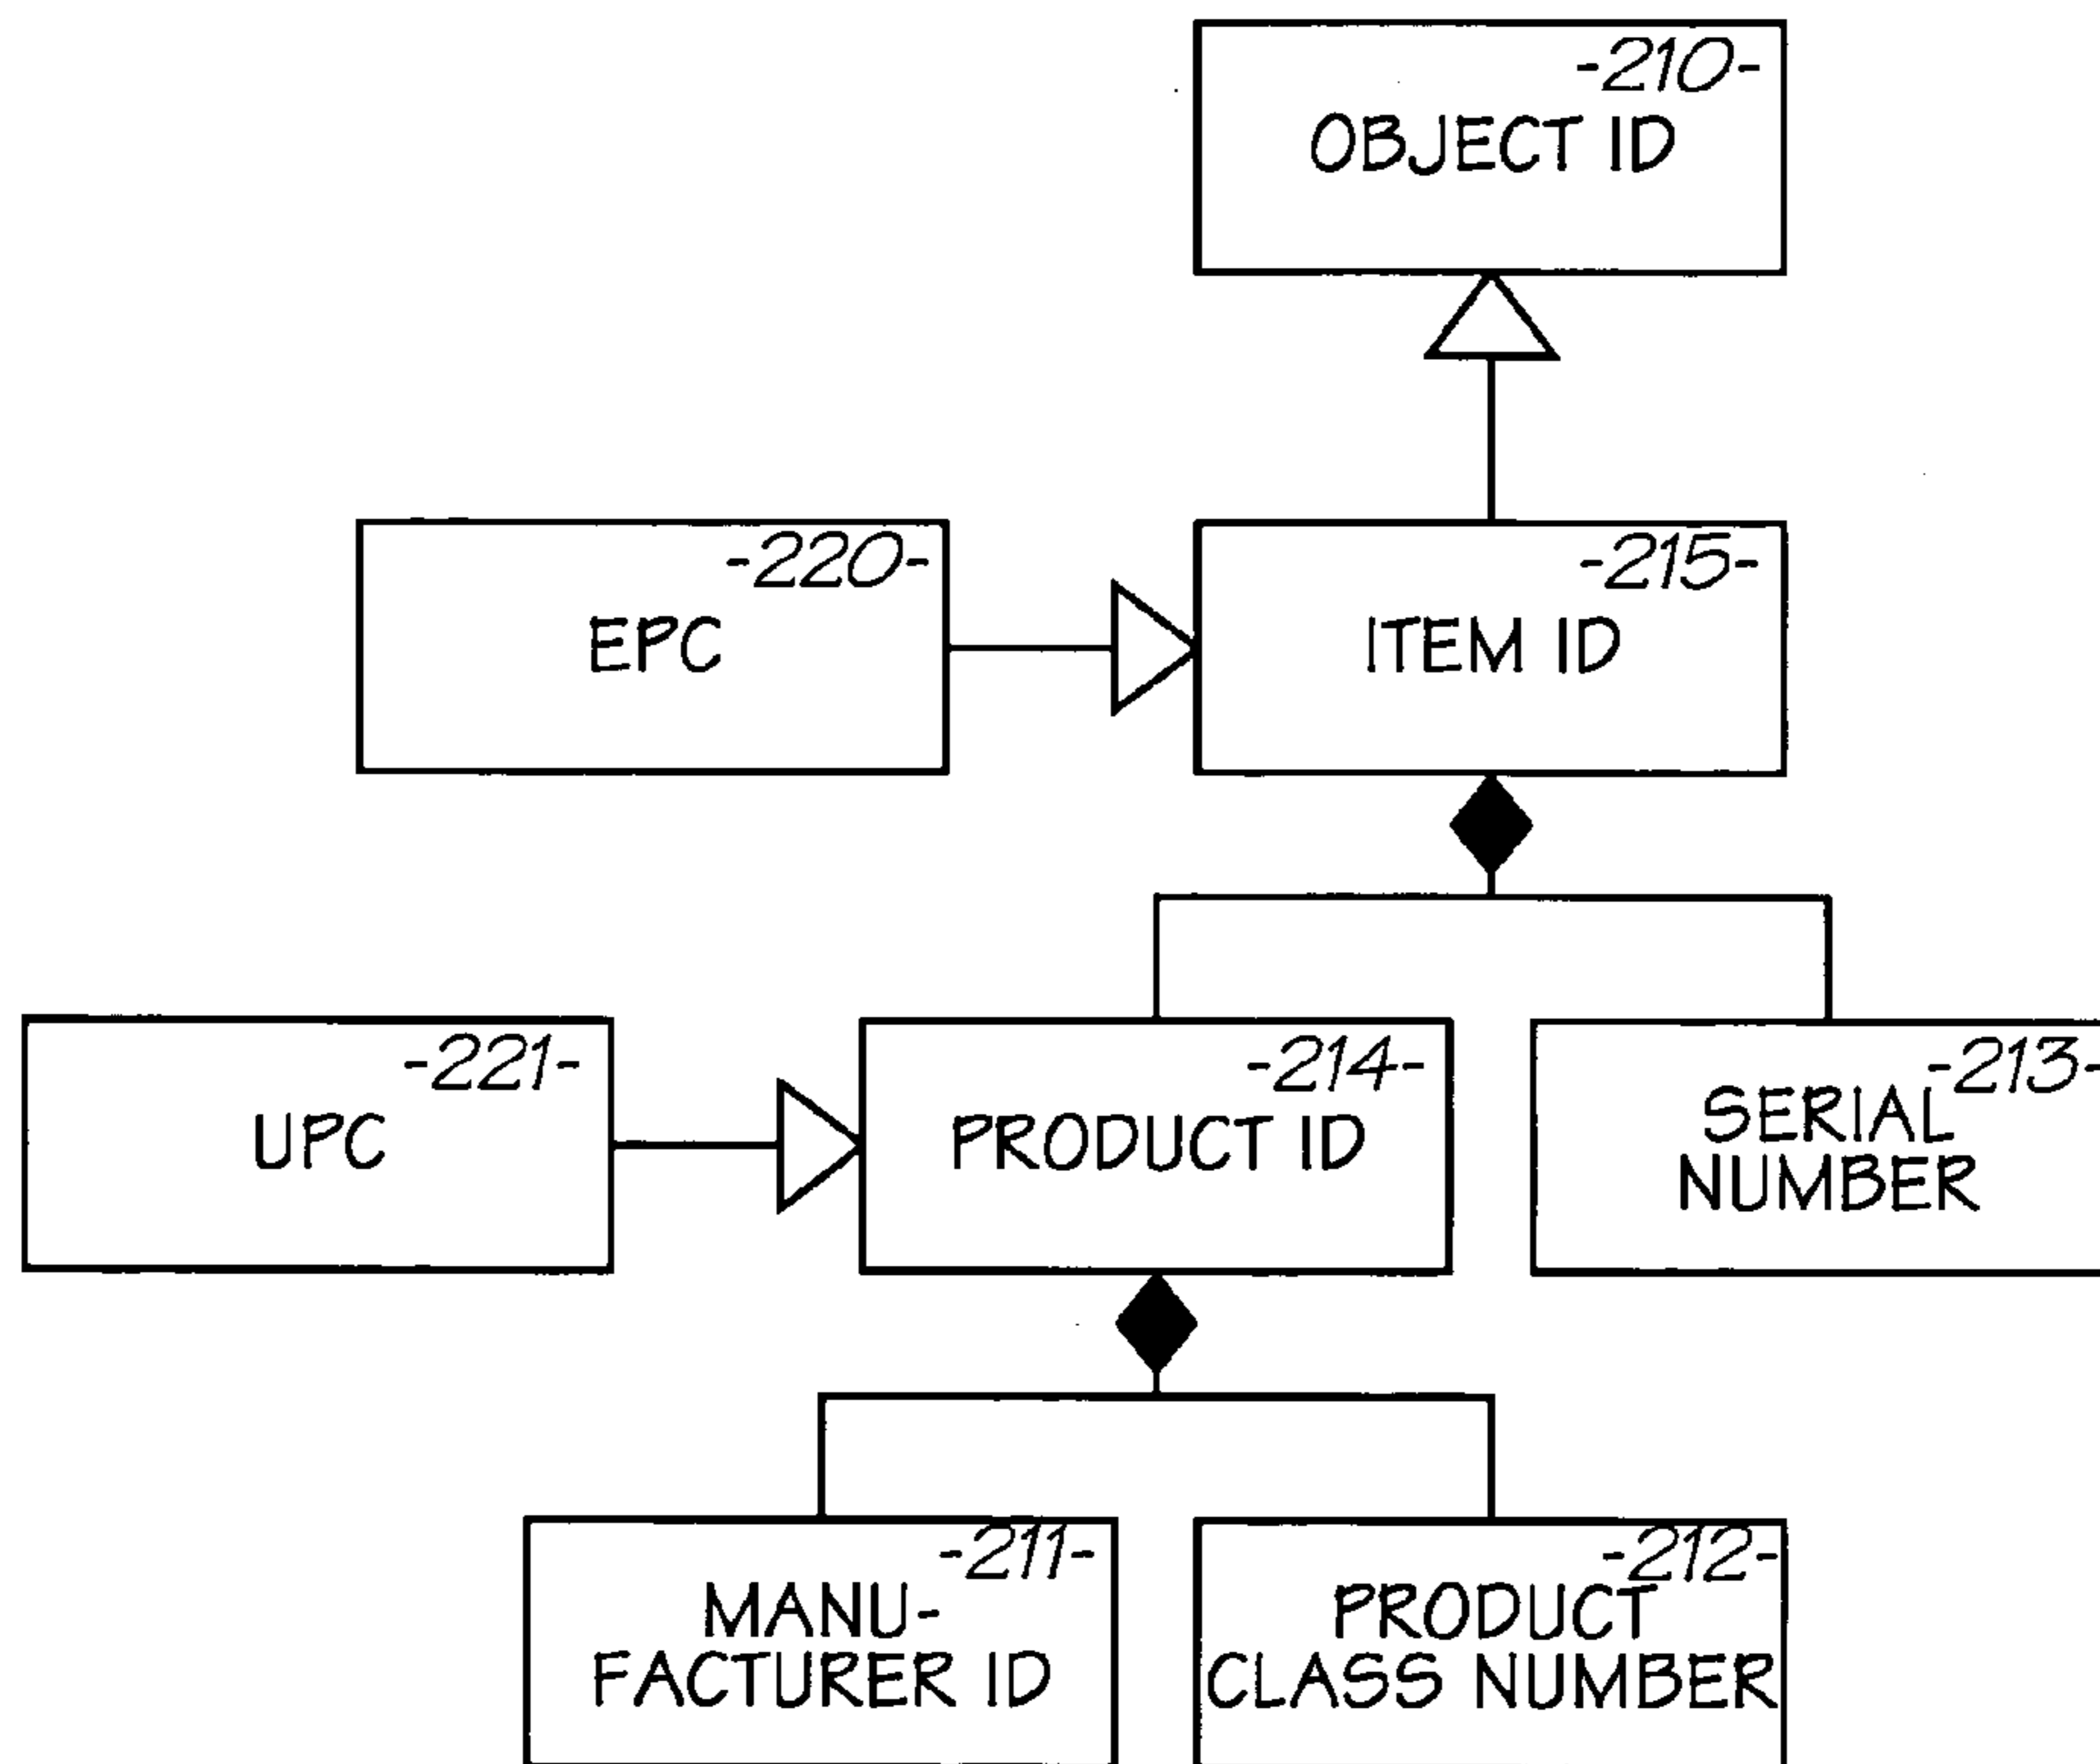 -210-
OBJECT ID
-220-
EPC
-215-
ITEM ID
-221-
UPC
-214-
PRODUCT ID
-213-
SERIAL
NUMBER
-211-
MANU-
FACTURER ID
-212-
PRODUCT
CLASS NUMBER